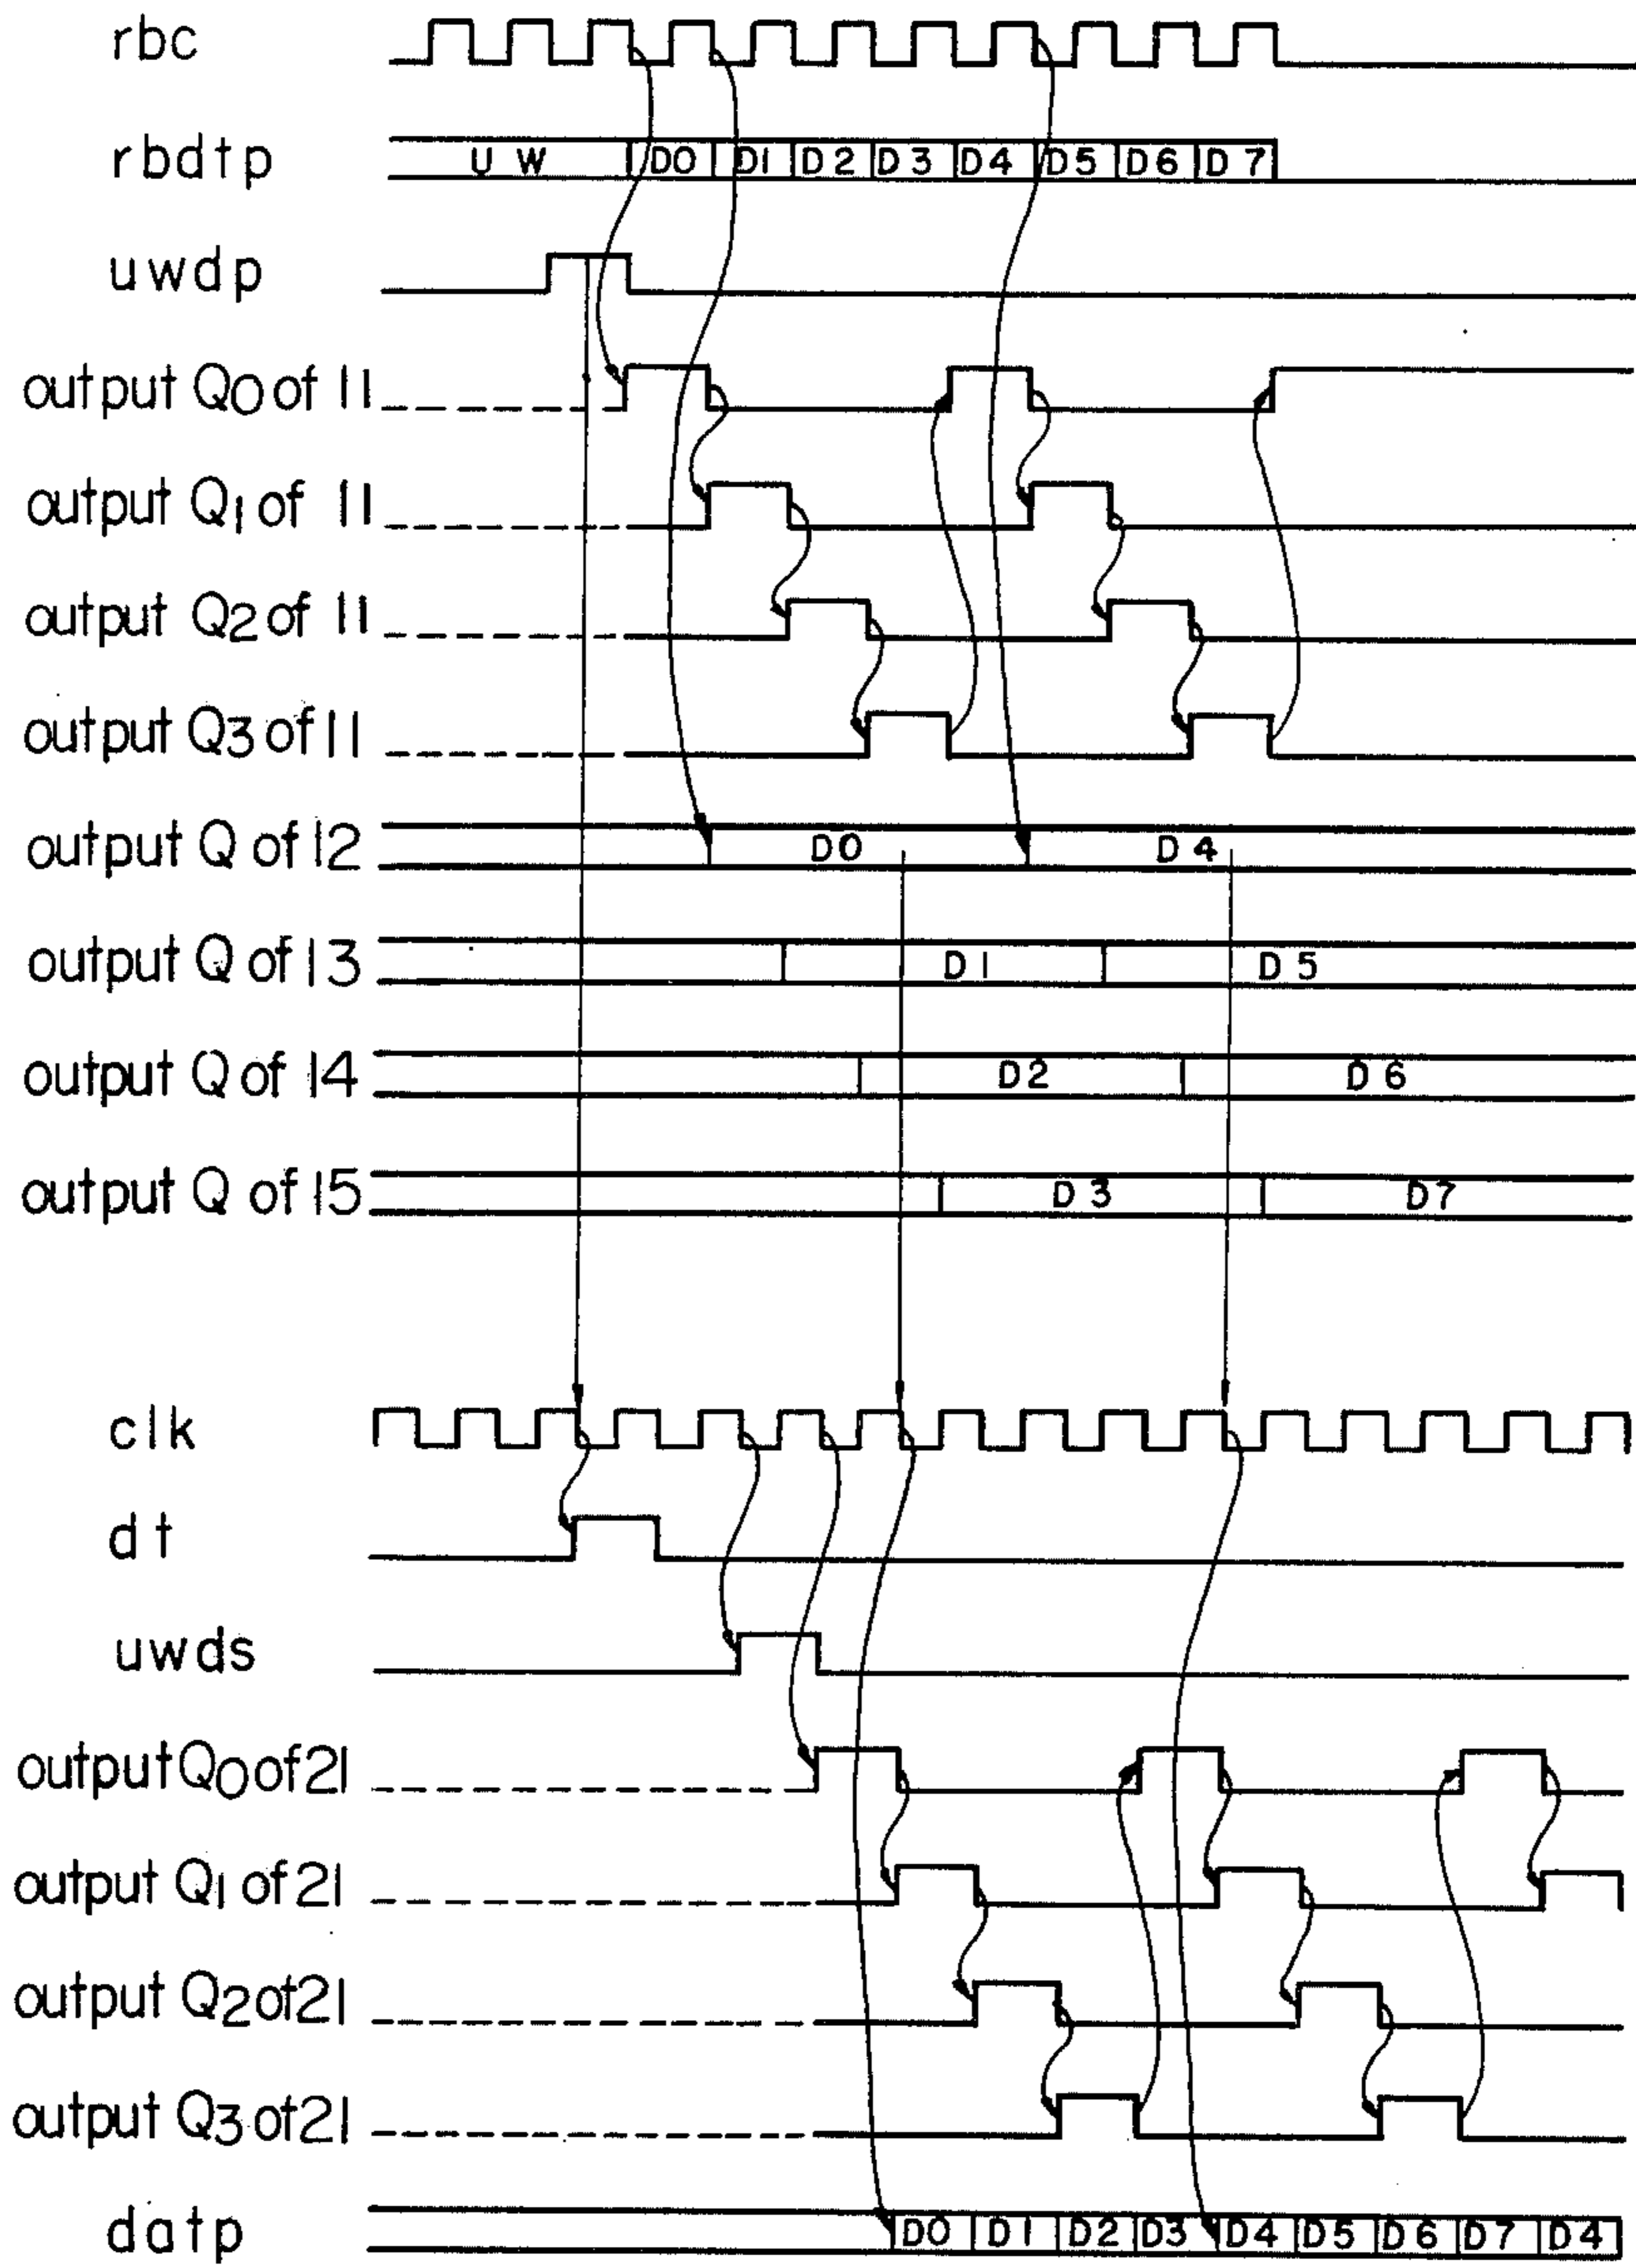 rbc
rbdtp UW D0 D1 D2 D3 D4 D5 D6 D7
uwdp
output Q0 of 11
output Q1 of 11
output Q2 of 11
output Q3 of 11
output Q of 12 D0 D4
output Q of 13 D1 D5
output Q of 14 D2 D6
output Q of 15 D3 D7
clk
dt
uwds
output Q0 of 21
output Q1 of 21
output Q2 of 21
output Q3 of 21
datp D0 D1 D2 D3 D4 D5 D6 D7 D4